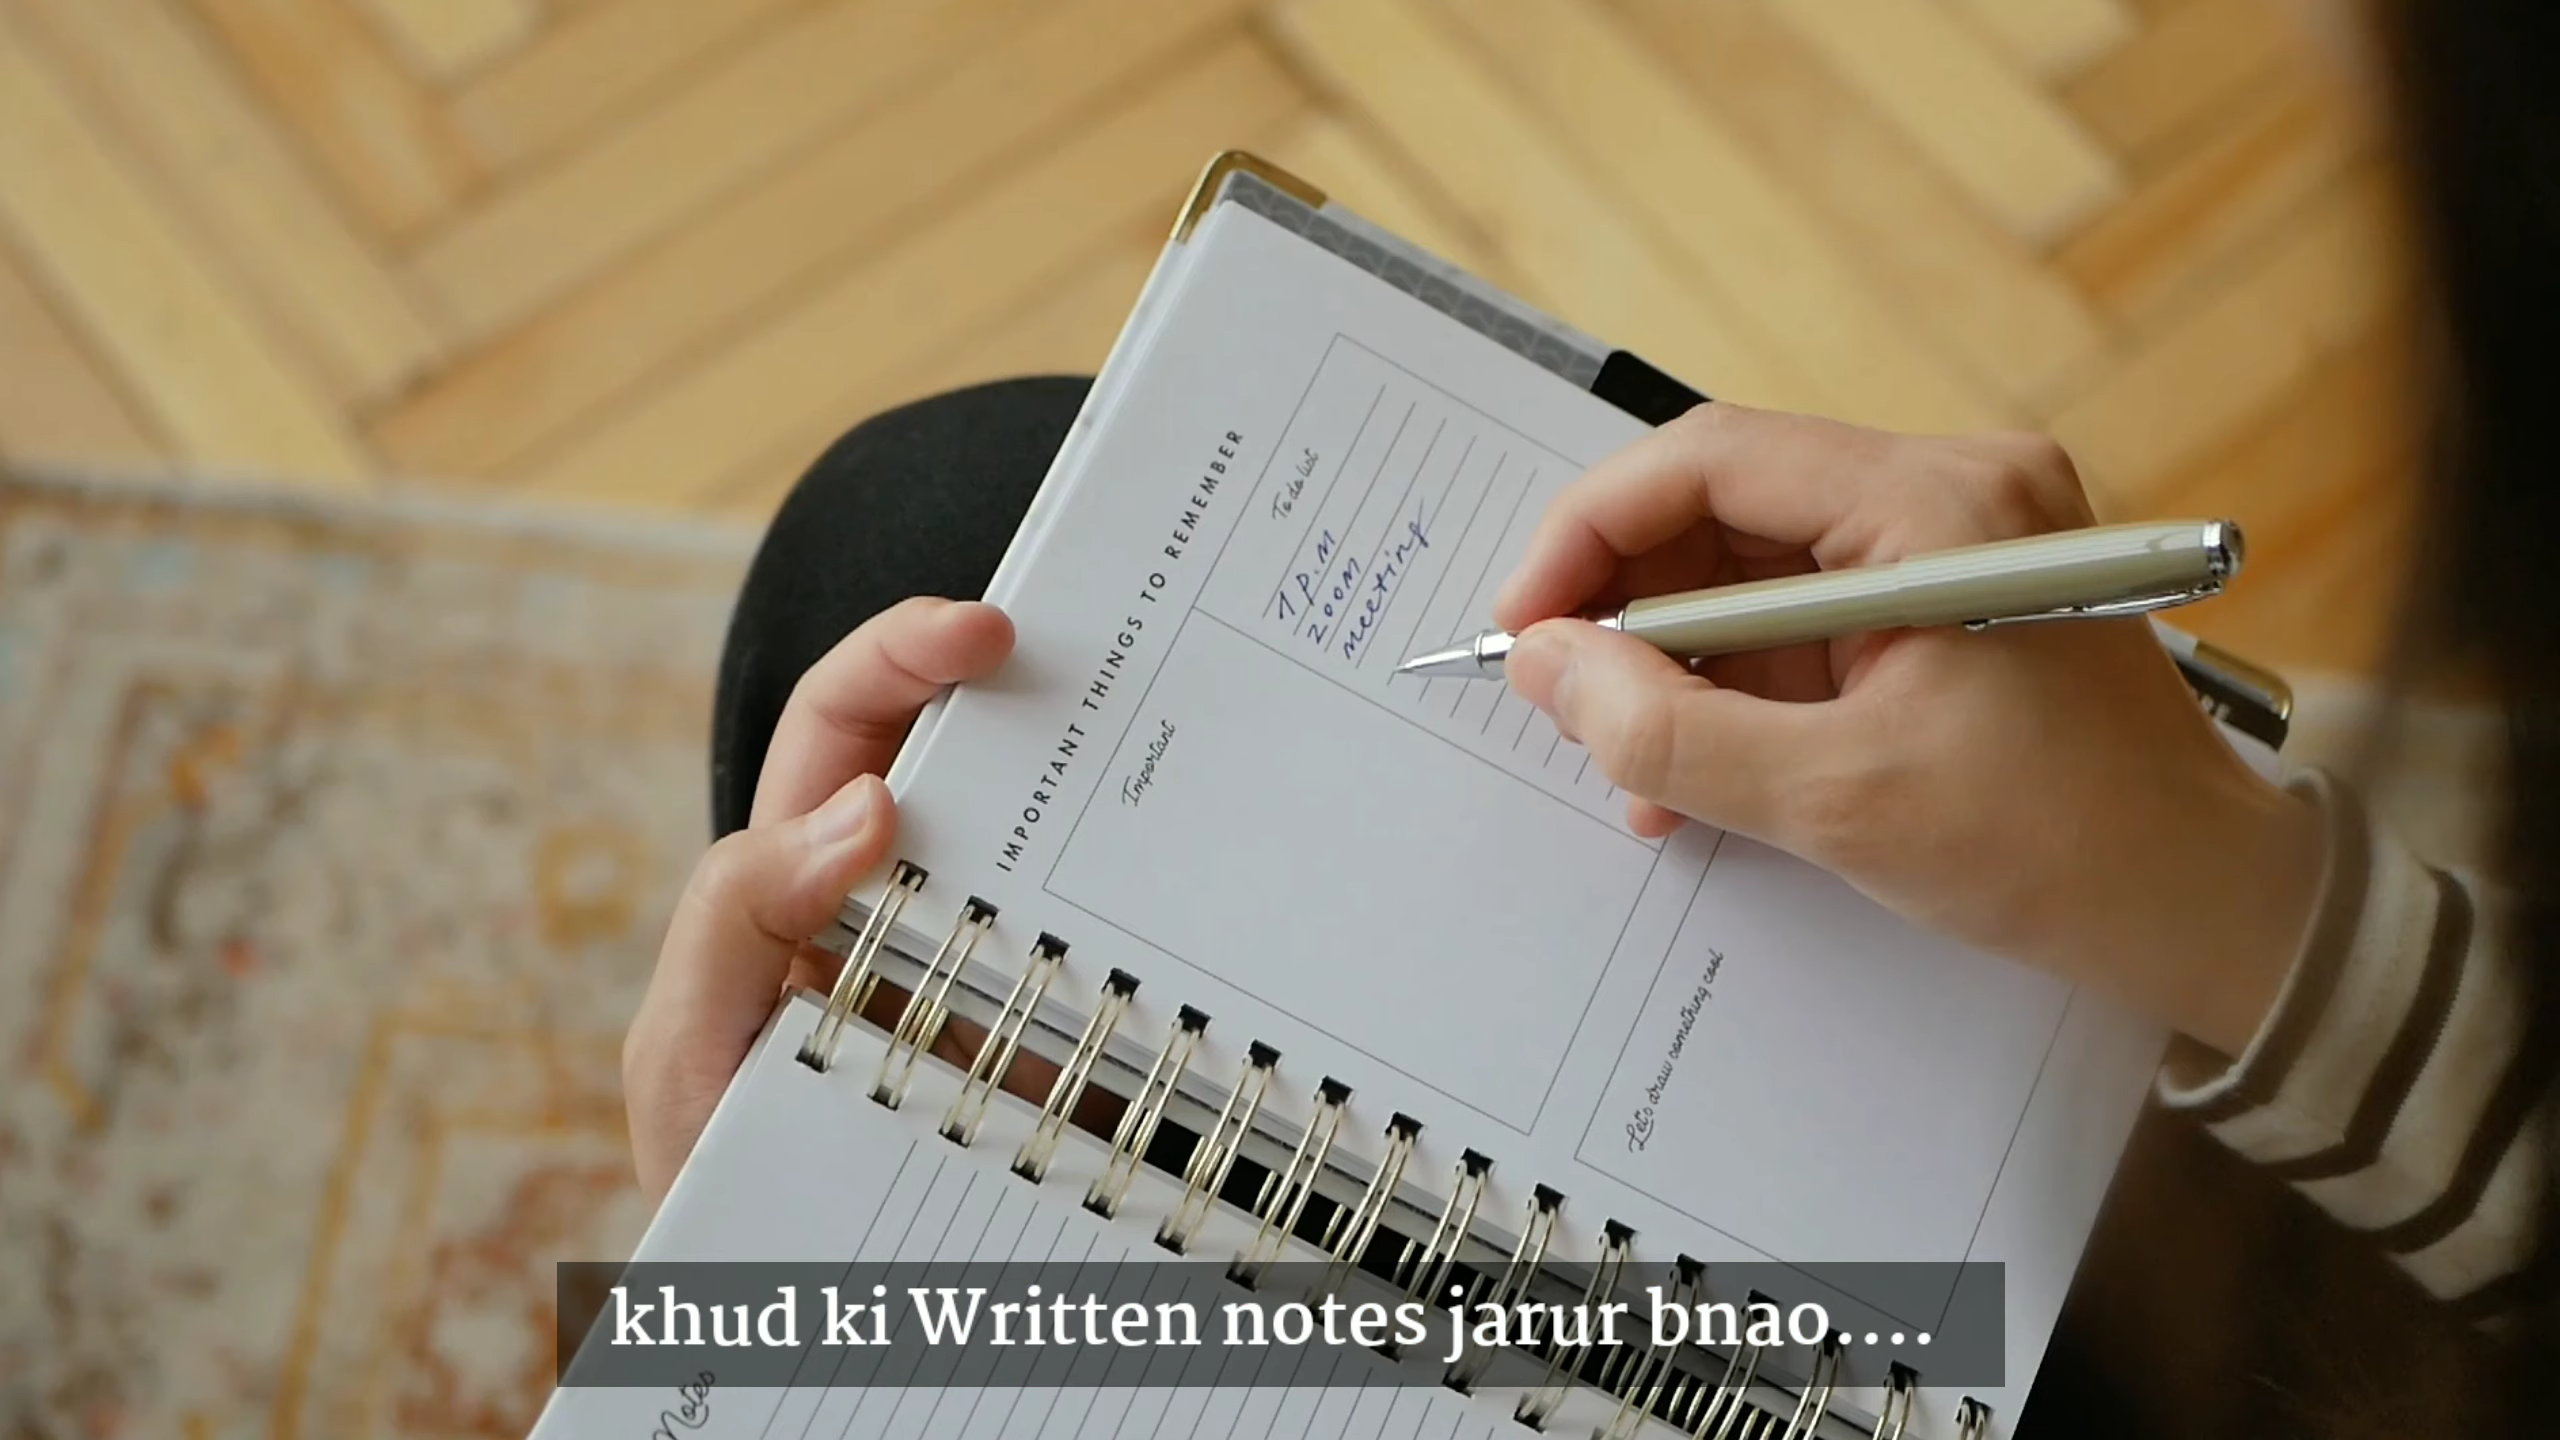 IMPORTANT THINGS TO REMEMBER
To do list
1 P.M
ZOOM
meeting
Important
Let's draw something cool
Notes
khud ki Written notes jarur bnao....